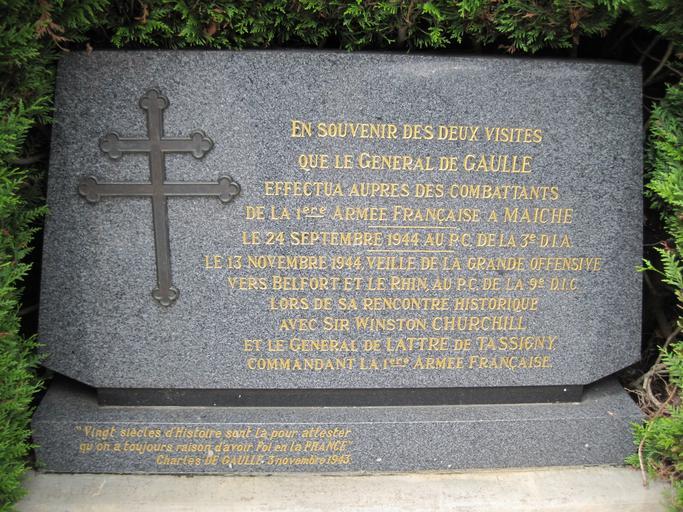 EN SOUVENIR DES DEUX VISITES
QUE LE GENERAL DE GAULLE
EFFECTUA AUPRES DES COMBATTANTS
DE LA 1ere ARMEE FRANÇAISE A MAICHE
LE 24 SEPTEMBRE 1944 AU P.C. DE LA 3e D.I.A.
LE 13 NOVEMBRE 1944, VEILLE DE LA GRANDE OFFENSIVE
VERS BELFORT ET LE RHIN, AU P.C. DE LA 9e D.I.C
LORS DE SA RENCONTRE HISTORIQUE
AVEC SIR WINSTON CHURCHILL
ET LE GENERAL DE LATTRE DE TASSIGNY,
COMMANDANT LA 1ere ARMEE FRANÇAISE.
"Vingt siècles d'Histoire sont là pour attester
qu'on a toujours raison d'avoir Foi en la FRANCE"
Charles DE GAULLE 3 novembre 1943